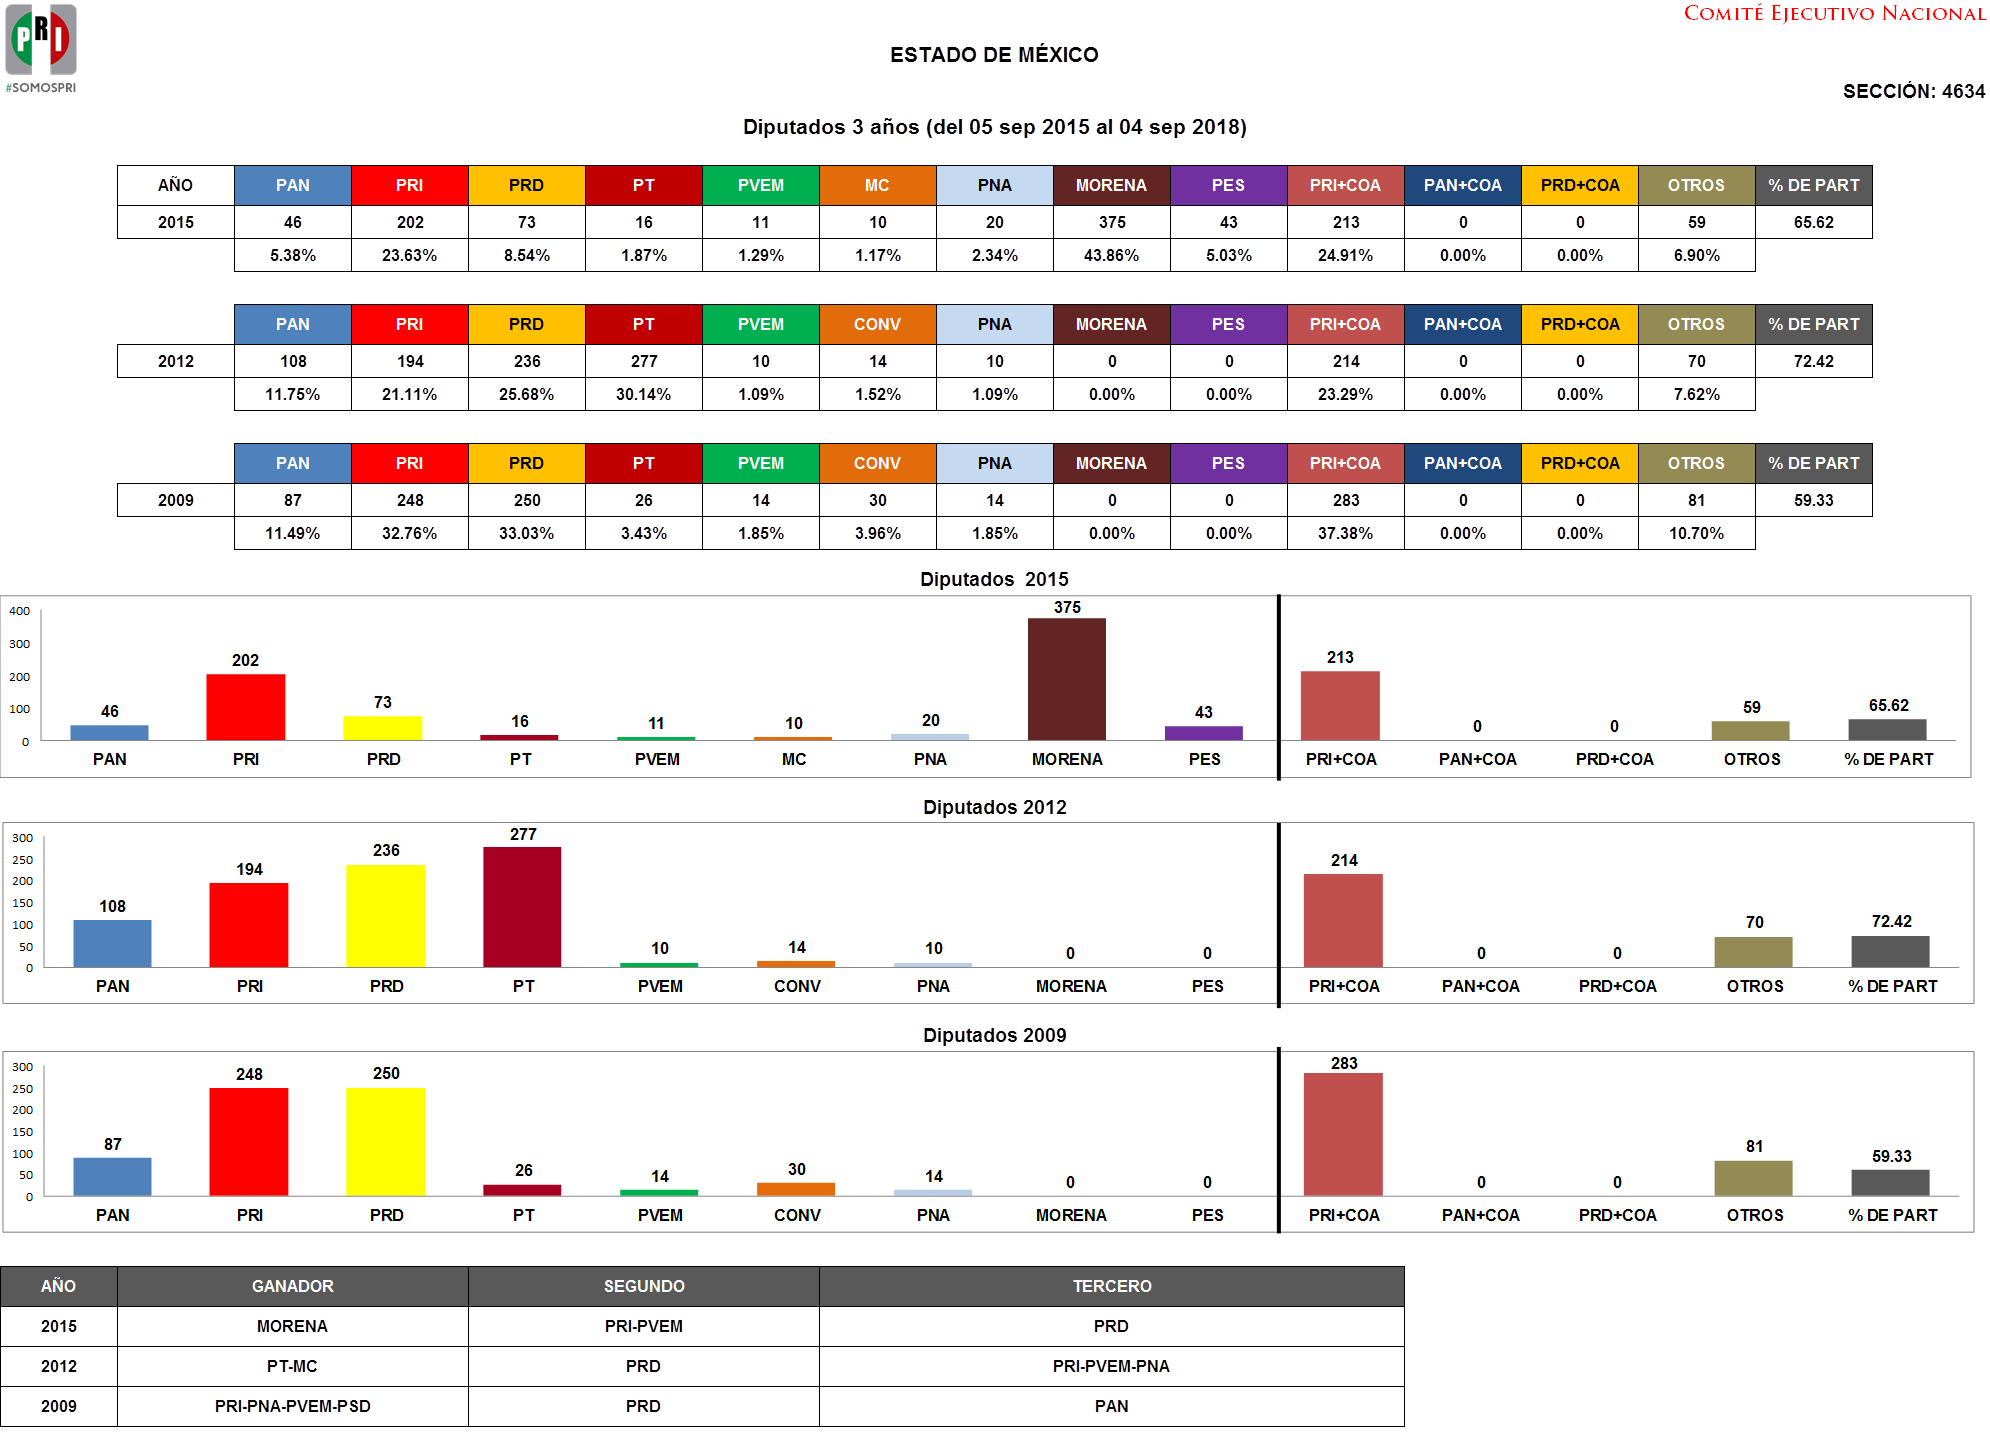 PRI
#SOMOSPRI
COMITÉ EJECUTIVO NACIONAL
ESTADO DE MÉXICO
SECCIÓN: 4634
Diputados 3 años (del 05 sep 2015 al 04 sep 2018)
AÑO PAN PRI PRD PT PVEM MC PNA MORENA PES PRI+COA PAN+COA PRD+COA OTROS % DE PART
2015 46 202 73 16 11 10 20 375 43 213 0 0 59 65.62
5.38% 23.63% 8.54% 1.87% 1.29% 1.17% 2.34% 43.86% 5.03% 24.91% 0.00% 0.00% 6.90%
PAN PRI PRD PT PVEM CONV PNA MORENA PES PRI+COA PAN+COA PRD+COA OTROS % DE PART
2012 108 194 236 277 10 14 10 0 0 214 0 0 70 72.42
11.75% 21.11% 25.68% 30.14% 1.09% 1.52% 1.09% 0.00% 0.00% 23.29% 0.00% 0.00% 7.62%
PAN PRI PRD PT PVEM CONV PNA MORENA PES PRI+COA PAN+COA PRD+COA OTROS % DE PART
2009 87 248 250 26 14 30 14 0 0 283 0 0 81 59.33
11.49% 32.76% 33.03% 3.43% 1.85% 3.96% 1.85% 0.00% 0.00% 37.38% 0.00% 0.00% 10.70%
Diputados 2015
400
300
200
100
0
46 202 73 16 11 10 20 375 43 213 0 0 59 65.62
PAN PRI PRD PT PVEM MC PNA MORENA PES PRI+COA PAN+COA PRD+COA OTROS % DE PART
Diputados 2012
300
250
200
150
100
50
0
108 194 236 277 10 14 10 0 0 214 0 0 70 72.42
PAN PRI PRD PT PVEM CONV PNA MORENA PES PRI+COA PAN+COA PRD+COA OTROS % DE PART
Diputados 2009
300
250
200
150
100
50
0
87 248 250 26 14 30 14 0 0 283 0 0 81 59.33
PAN PRI PRD PT PVEM CONV PNA MORENA PES PRI+COA PAN+COA PRD+COA OTROS % DE PART
AÑO GANADOR SEGUNDO TERCERO
2015 MORENA PRI-PVEM PRD
2012 PT-MC PRD PRI-PVEM-PNA
2009 PRI-PNA-PVEM-PSD PRD PAN